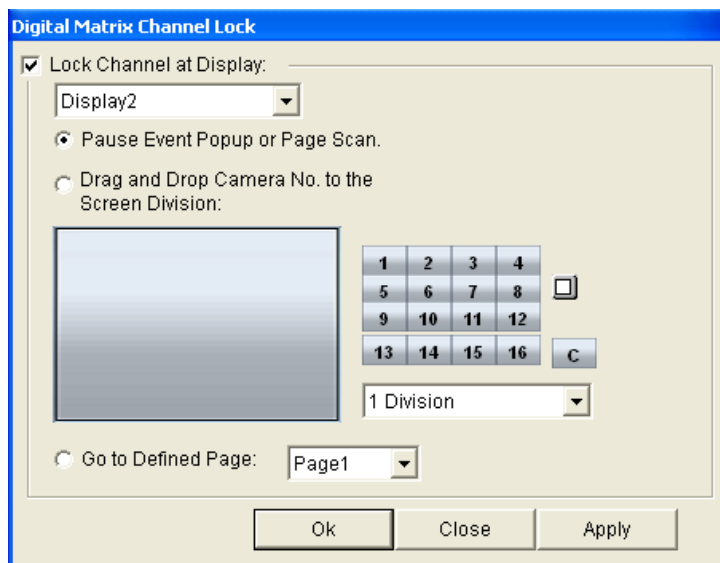 Digital Matrix Channel Lock
Lock Channel at Display:
Display2
Pause Event Popup or Page Scan.
Drag and Drop Camera No. to the
Screen Division:
1 2 3 4
5 6 7 8
9 10 11 12
13 14 15 16 C
1 Division
Go to Defined Page: Page1
Ok Close Apply